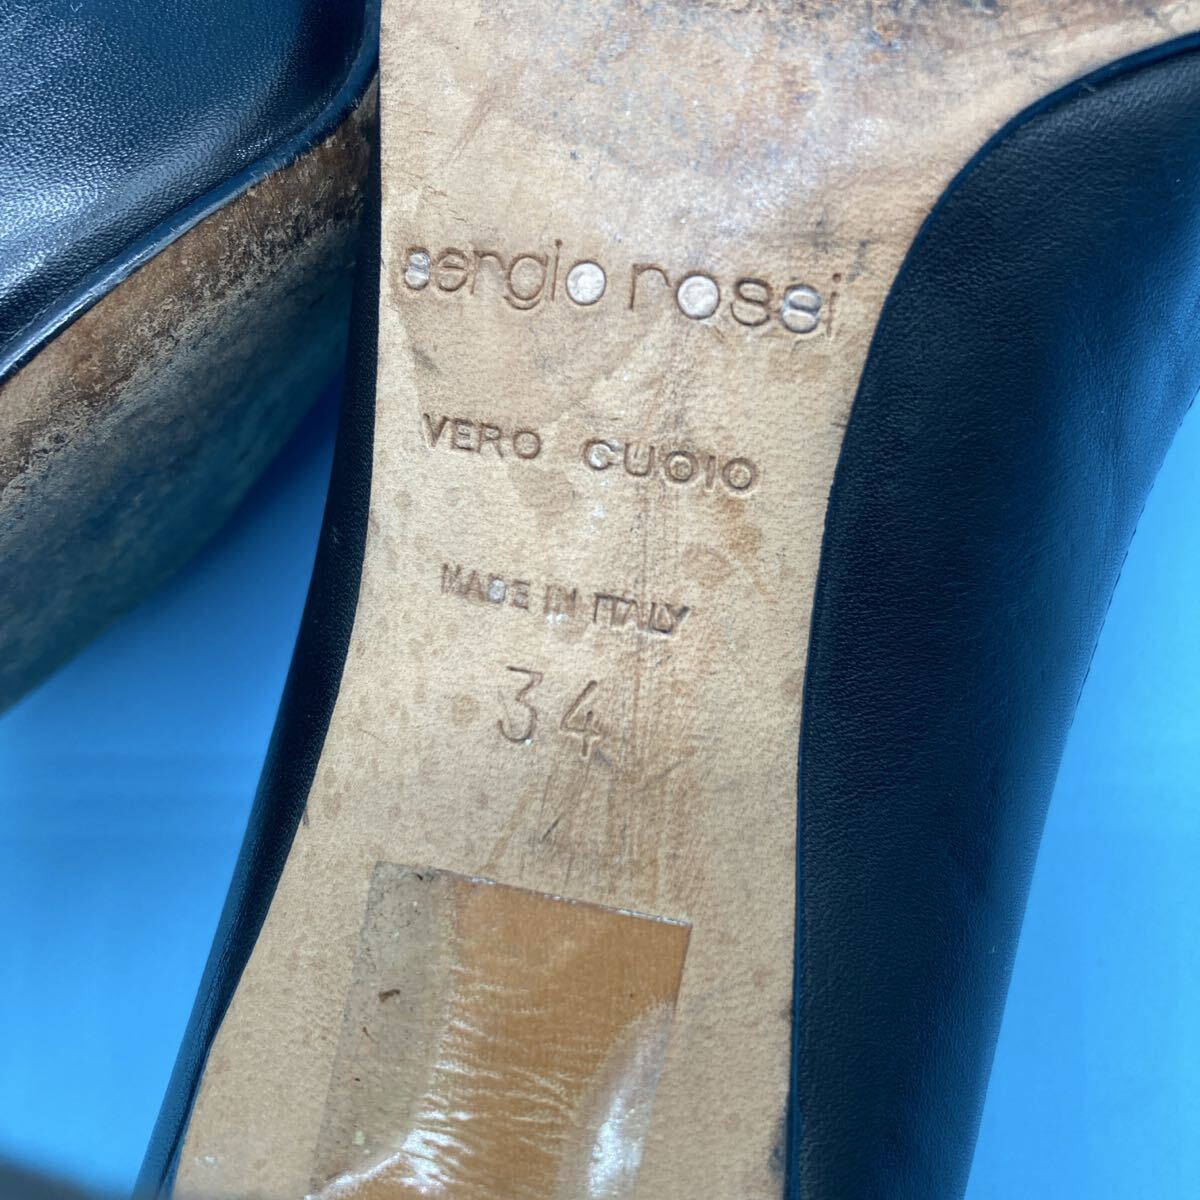 sergio rossi
VERO CUOIO
MADE IN ITALY
34